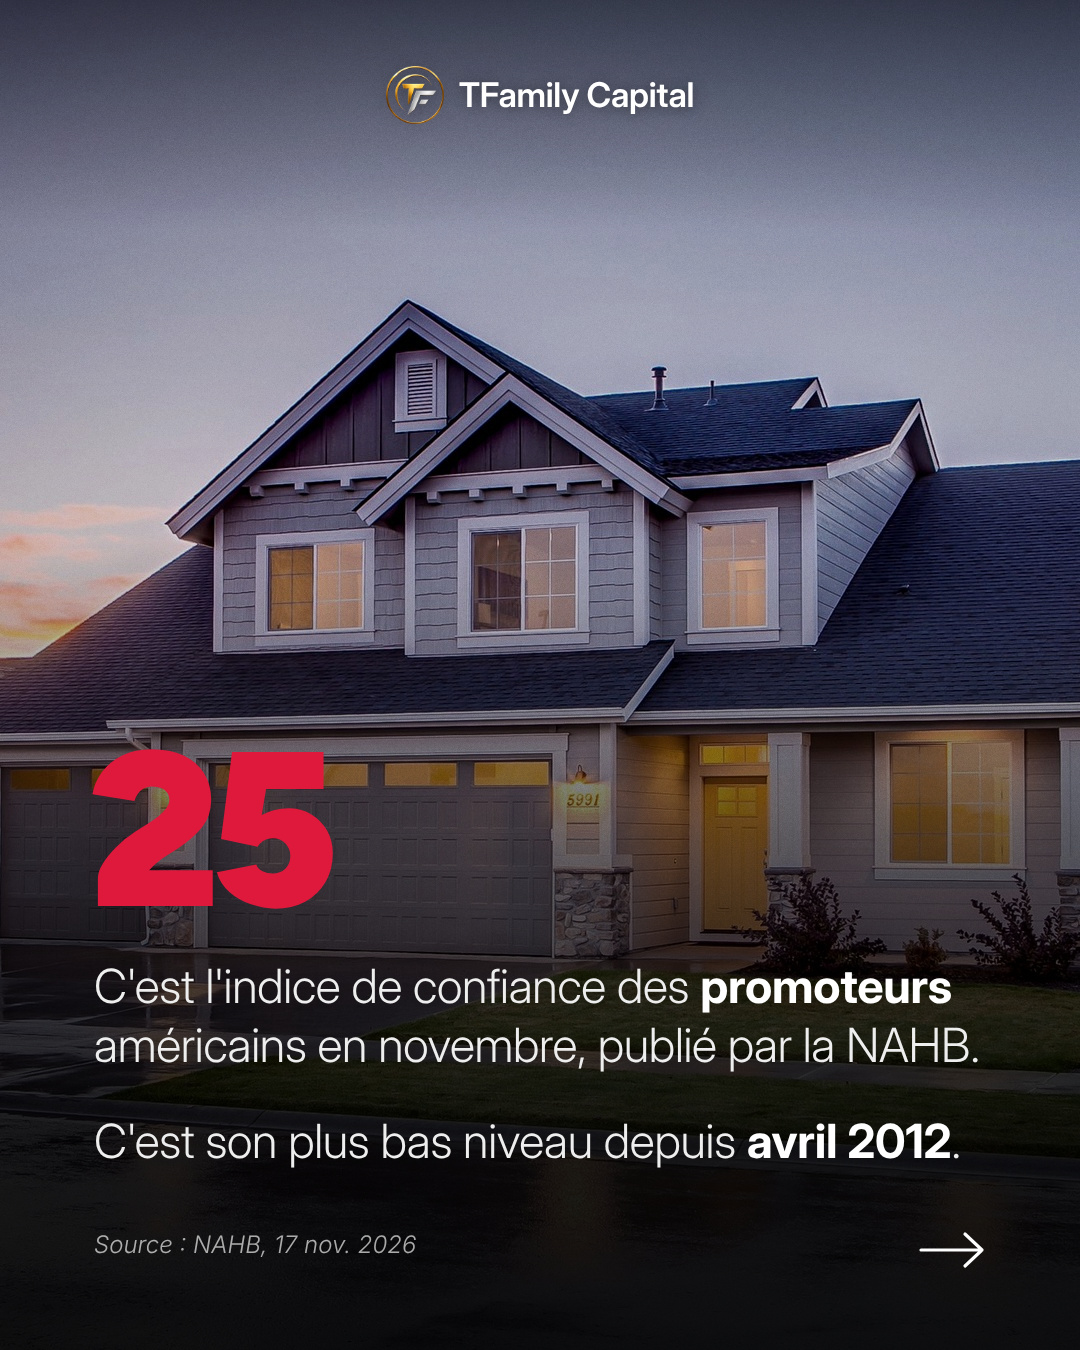 TF TFamily Capital
5991
25
C'est l'indice de confiance des promoteurs
américains en novembre, publié par la NAHB.
C'est son plus bas niveau depuis avril 2012.
Source : NAHB, 17 nov. 2026